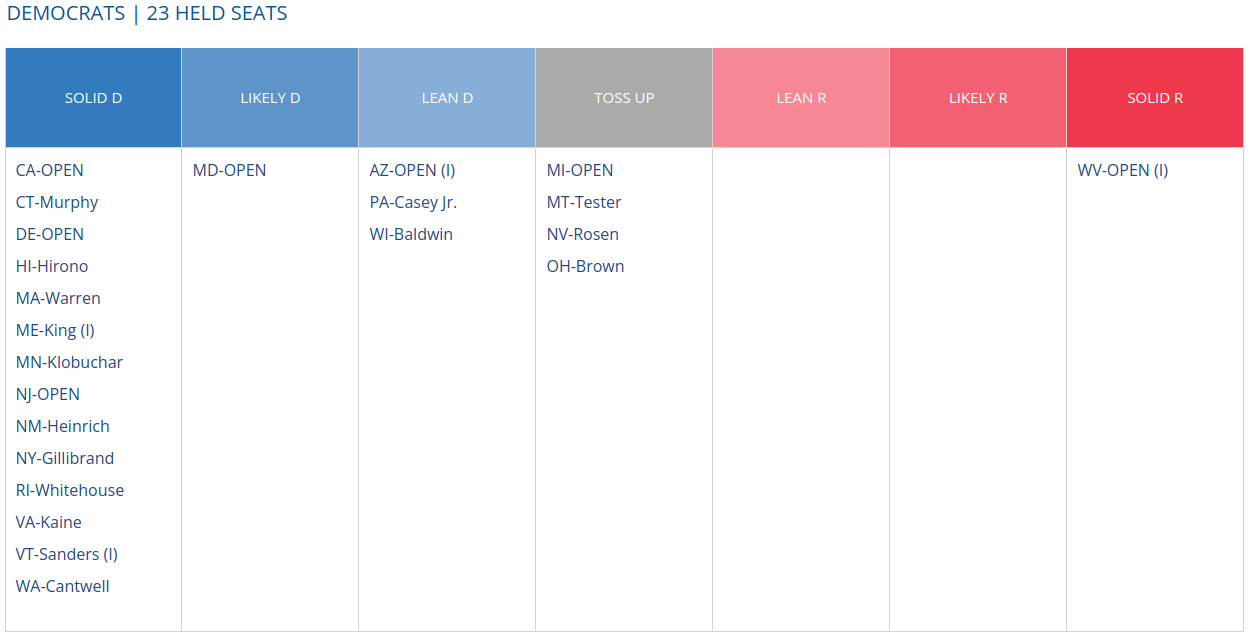 DEMOCRATS | 23 HELD SEATS
SOLID D
LIKELY D
LEAN D
TOSS UP
LEAN R
LIKELY R
SOLID R
CA-OPEN
CT-Murphy
DE-OPEN
HI-Hirono
MA-Warren
ME-King (I)
MN-Klobuchar
NJ-OPEN
NM-Heinrich
NY-Gillibrand
RI-Whitehouse
VA-Kaine
VT-Sanders (I)
WA-Cantwell
MD-OPEN
AZ-OPEN (I)
PA-Casey Jr.
WI-Baldwin
MI-OPEN
MT-Tester
NV-Rosen
OH-Brown
WV-OPEN (I)